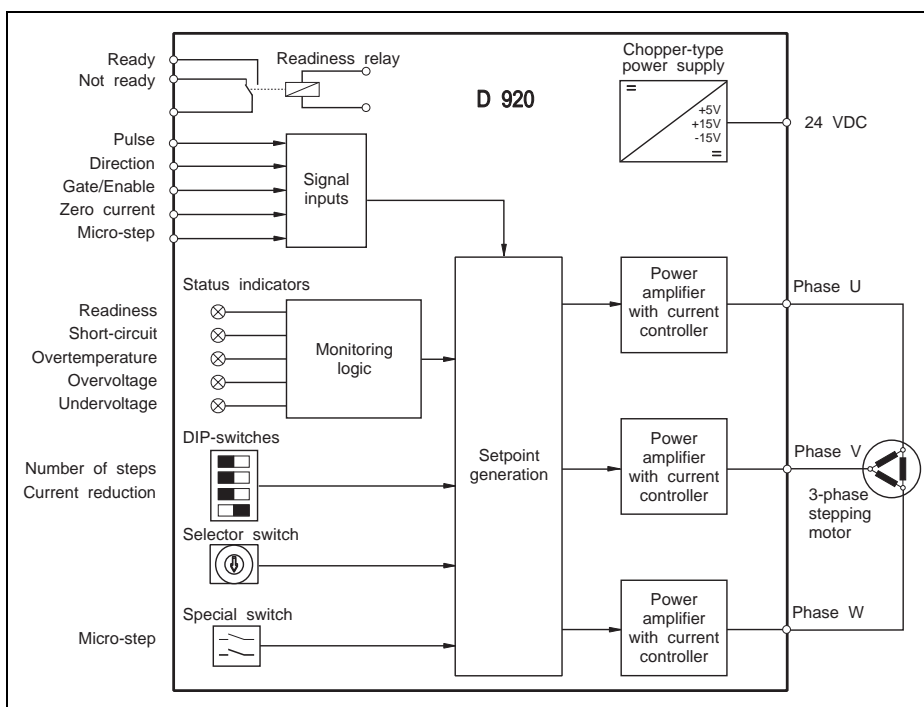 Ready
Not ready
Readiness relay
D 920
Chopper-type
power supply
=
+5V
+15V
-15V
=
24 VDC
Pulse
Direction
Gate/Enable
Zero current
Micro-step
Signal
inputs
Status indicators
Readiness
Short-circuit
Overtemperature
Overvoltage
Undervoltage
Monitoring
logic
DIP-switches
Number of steps
Current reduction
Selector switch
Special switch
Micro-step
Setpoint
generation
Power
amplifier
with current
controller
Phase U
Power
amplifier
with current
controller
Phase V
3-phase
stepping
motor
Power
amplifier
with current
controller
Phase W